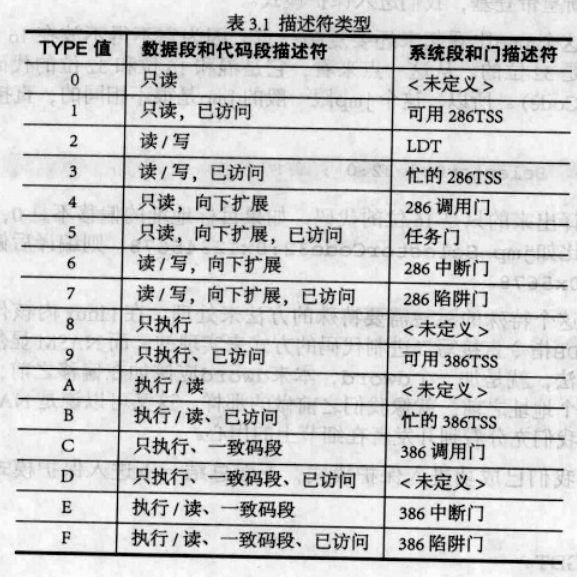 表 3.1 描述符类型
TYPE 值 数据段和代码段描述符 系统段和门描述符
0 只读 <未定义>
1 只读，已访问 可用 286TSS
2 读 / 写 LDT
3 读 / 写，已访问 忙的 286TSS
4 只读，向下扩展 286 调用门
5 只读，向下扩展，已访问 任务门
6 读 / 写，向下扩展 286 中断门
7 读 / 写，向下扩展，已访问 286 陷阱门
8 只执行 <未定义>
9 只执行、已访问 可用 386TSS
A 执行 / 读 <未定义>
B 执行 / 读、已访问 忙的 386TSS
C 只执行、一致码段 386 调用门
D 只执行、一致码段、已访问 <未定义>
E 执行 / 读、一致码段 386 中断门
F 执行 / 读、一致码段、已访问 386 陷阱门